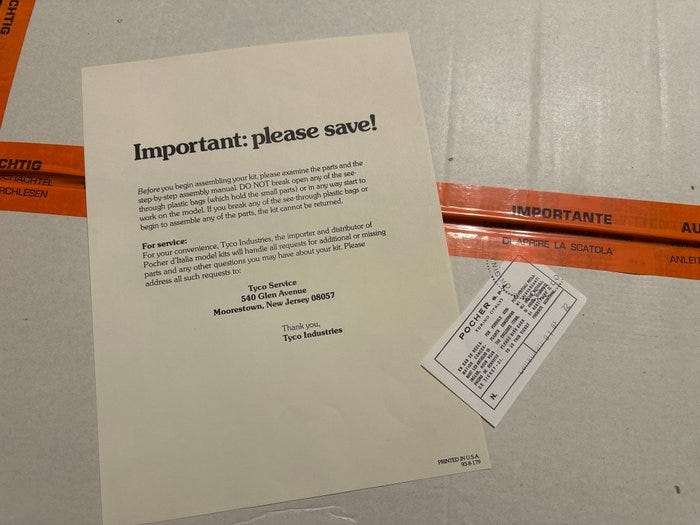 CHTIG
Important: please save!
Before you begin assembling your kit, please examine the parts and the
step-by-step assembly manual. DO NOT break open any of the see-
through plastic bags (which hold the small parts) or in any way start to
work on the model. If you break any of the see-through plastic bags or
begin to assemble any of the parts, the kit cannot be returned.
For service:
For your convenience, Tyco Industries, the importer and distributor of
Pocher d'Italia model kits will handle all requests for additional or missing
parts and any other questions you may have about your kit. Please
address all such requests to:
Tyco Service
540 Glen Avenue
Moorestown, New Jersey 08057
Thank you,
Tyco Industries
PRINTED IN U.S.A.
93-8-179
CHTIG
SCHACHTEL
RCHLESEN
IMPORTANTE
DI APRIRE LA SCATOLA
AU
ANLEIT
POCHER S.p.A.
TORINO (ITALY)
N.